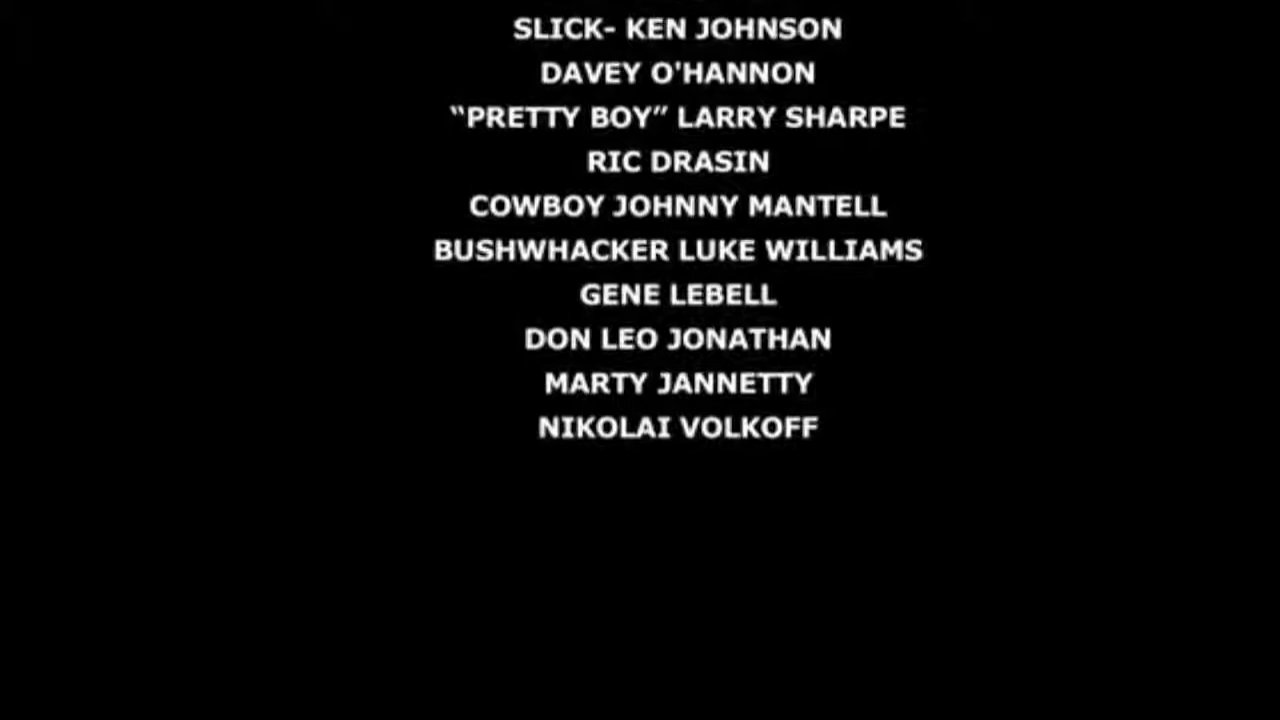 SLICK- KEN JOHNSON
DAVEY O'HANNON
“PRETTY BOY” LARRY SHARPE
RIC DRASIN
COWBOY JOHNNY MANTELL
BUSHWHACKER LUKE WILLIAMS
GENE LEBELL
DON LEO JONATHAN
MARTY JANNETTY
NIKOLAI VOLKOFF